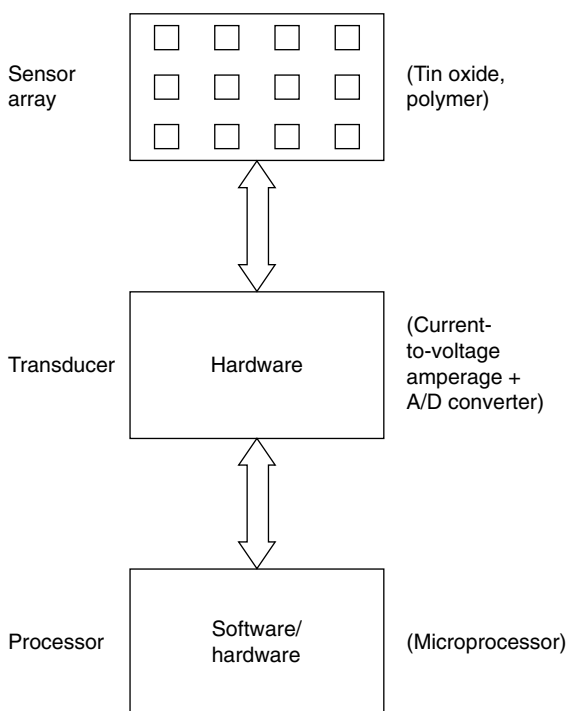 Sensor
array
(Tin oxide,
polymer)
Transducer
Hardware
(Current-
to-voltage
amperage +
A/D converter)
Processor
Software/
hardware
(Microprocessor)